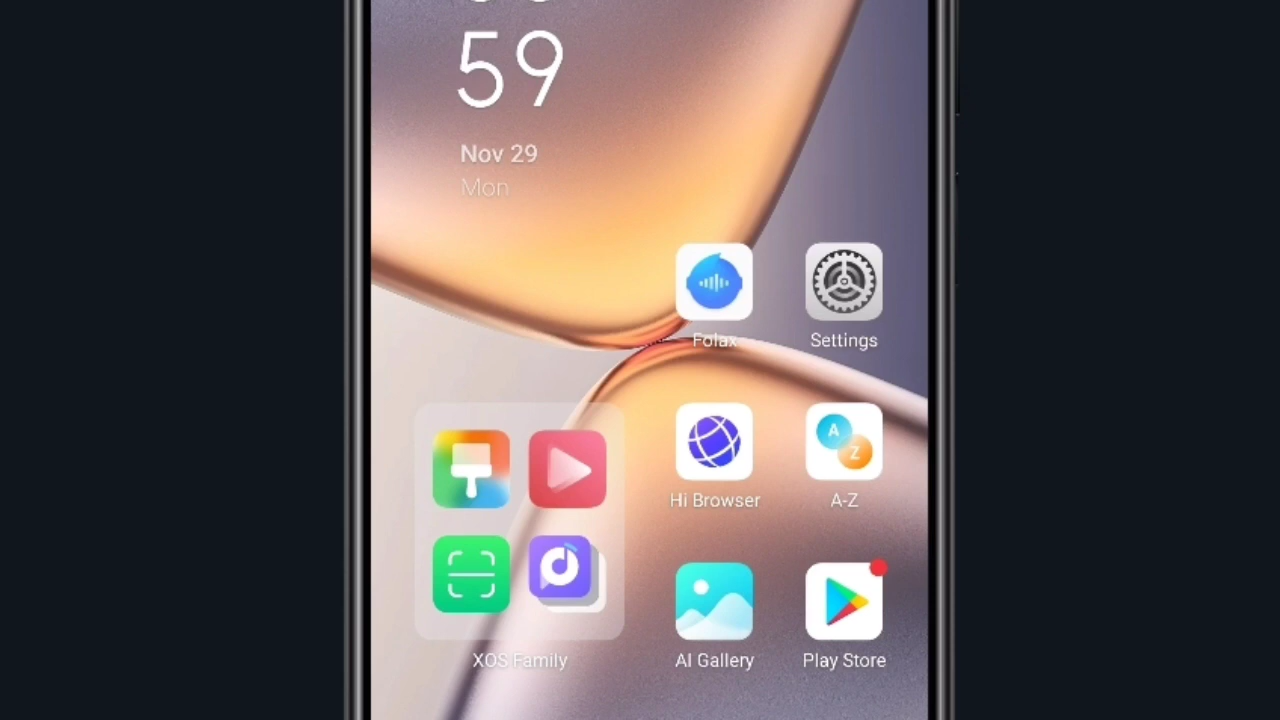 59
Nov 29
Mon
Folax
Settings
Hi Browser
A
Z
A-Z
XOS Family
AI Gallery
Play Store